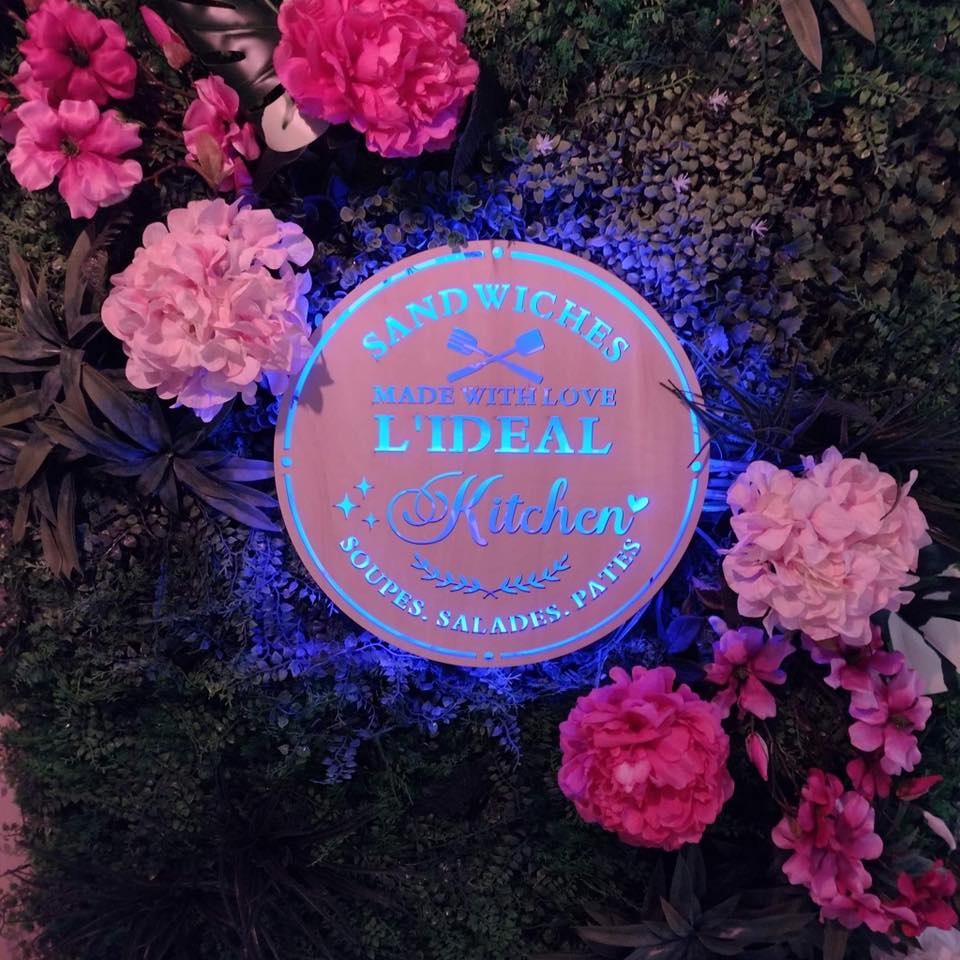 SANDWICHES
MADE WITH LOVE
L'IDEAL
Kitchen
SOUPES. SALADES. PATES